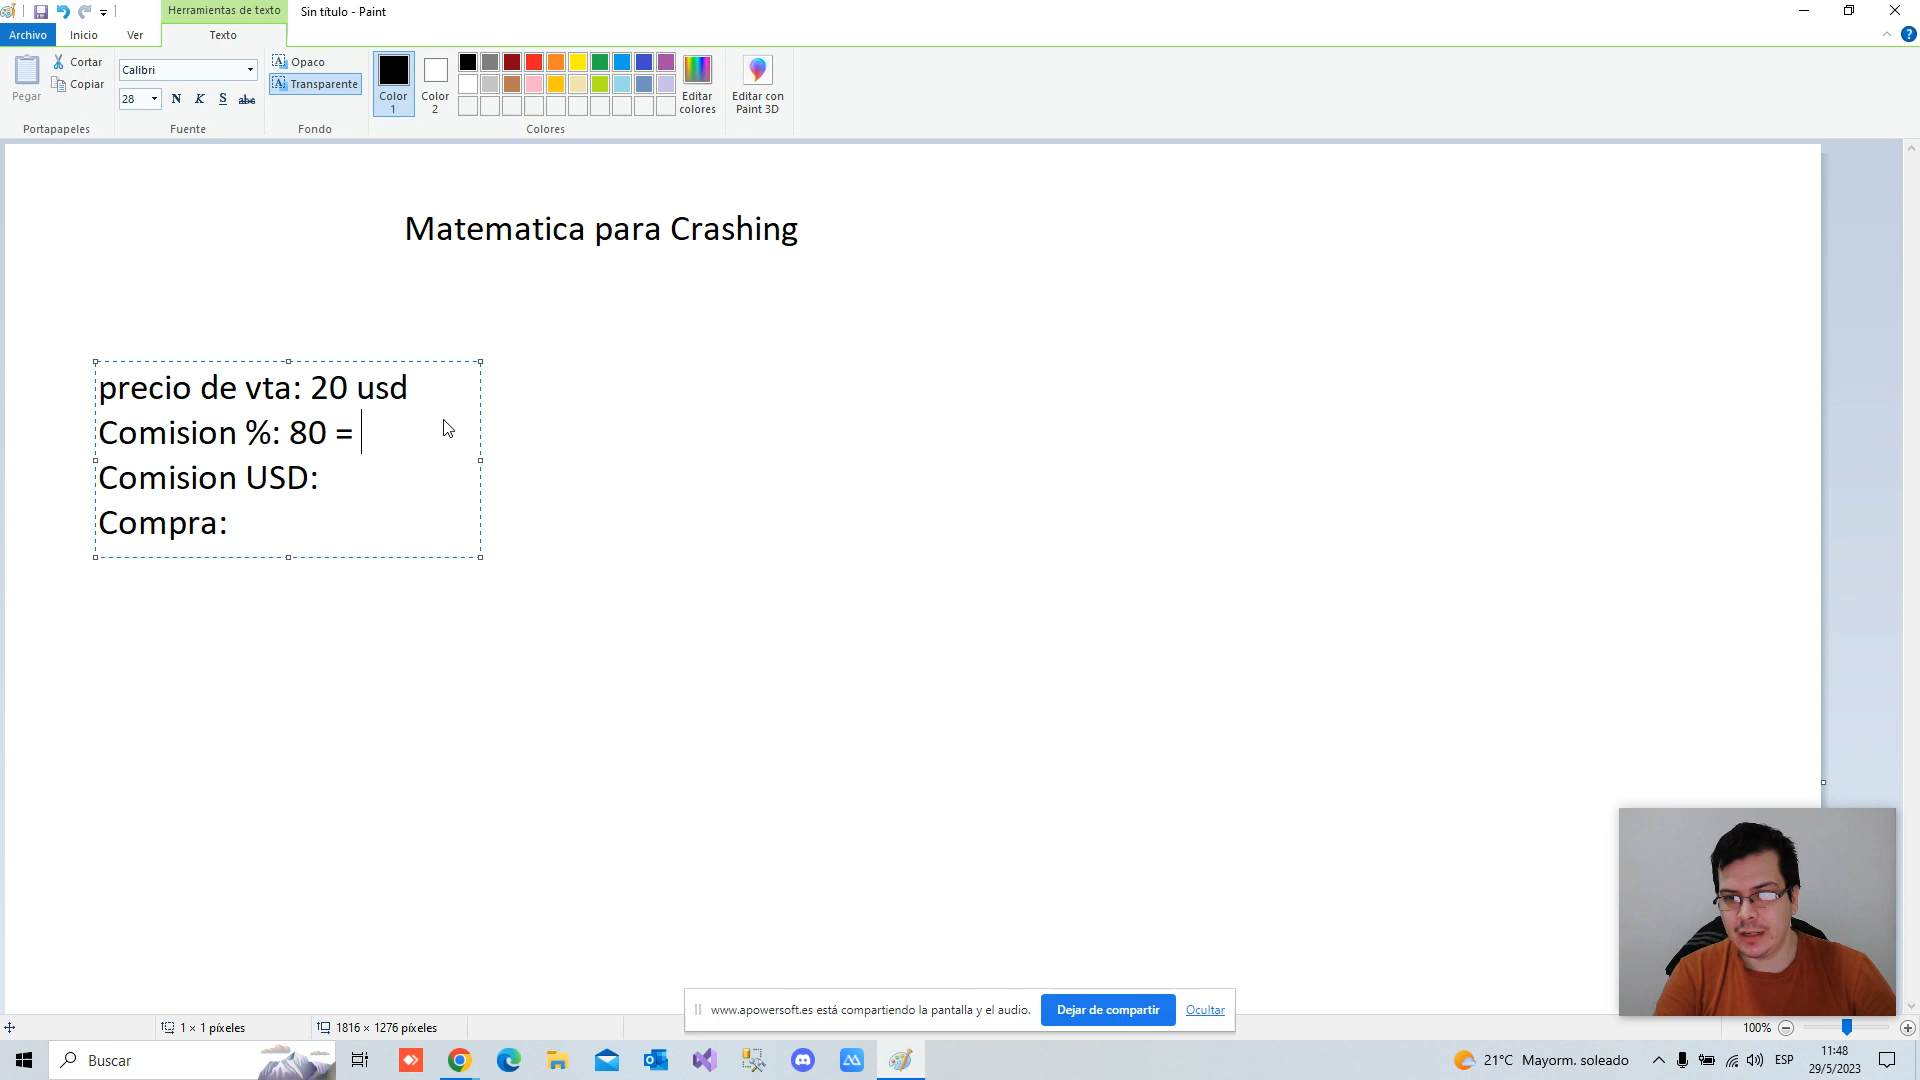 Herramientas de texto
Sin título - Paint
Archivo
Inicio
Ver
Texto
Pegar
Cortar
Copiar
Portapapeles
Calibri
28
N
K
S
abc
Fuente
Opaco
Transparente
Fondo
Color 1
Color 2
Colores
Editar colores
Editar con Paint 3D
Matematica para Crashing
precio de vta: 20 usd
Comision %: 80 =
Comision USD:
Compra:
www.apowersoft.es está compartiendo la pantalla y el audio.
Dejar de compartir
Ocultar
1 × 1 píxeles
1816 × 1276 píxeles
100%
Buscar
21°C Mayorm. soleado
ESP
11:48
29/5/2023